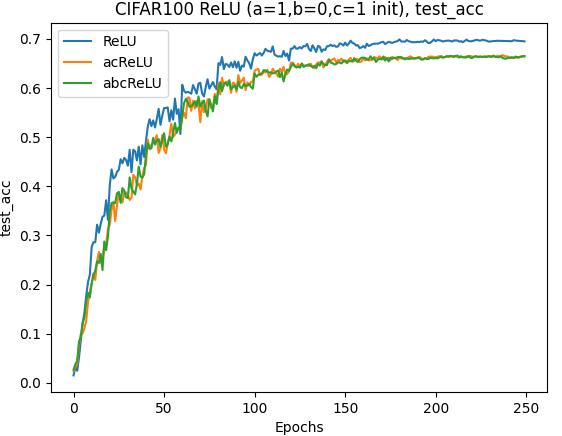 CIFAR100 ReLU (a=1,b=0,c=1 init), test_acc
ReLU
acReLU
abcReLU
test_acc
0.7
0.6
0.5
0.4
0.3
0.2
0.1
0.0
0
50
100
150
200
250
Epochs